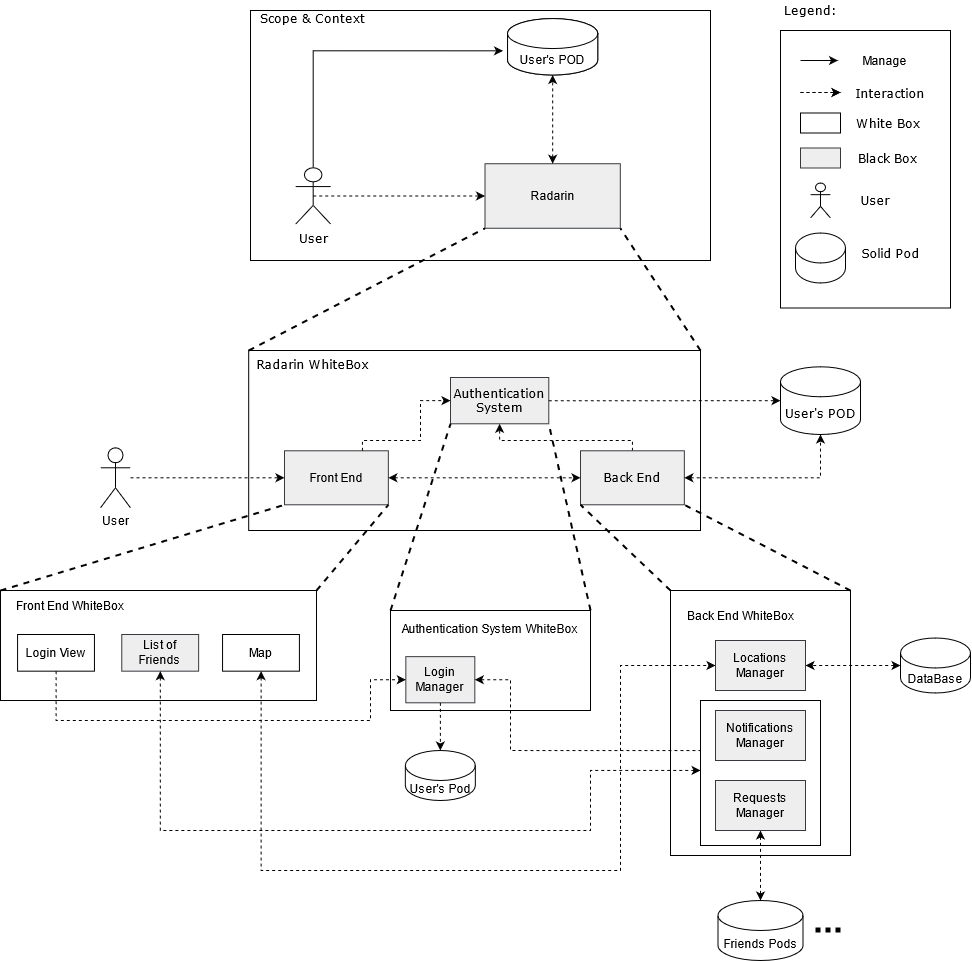 Scope & Context
User's POD
Radarin
User
Legend:
Manage
Interaction
White Box
Black Box
User
Solid Pod
Radarin WhiteBox
Authentication
System
Front End
Back End
User's POD
User
Front End WhiteBox
Login View
List of
Friends
Map
Authentication System WhiteBox
Login
Manager
User's Pod
Back End WhiteBox
Locations
Manager
Notifications
Manager
Requests
Manager
DataBase
Friends Pods
...